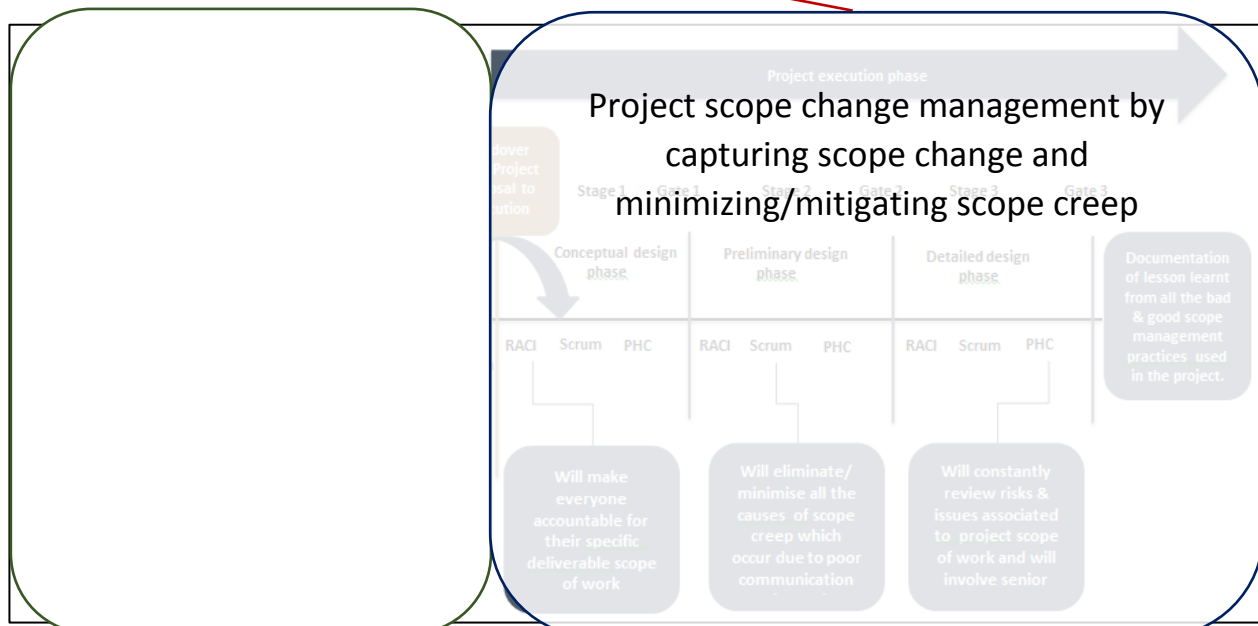 Project execution phase
Project scope change management by
capturing scope change and
minimizing/mitigating scope creep
dover
Project
osal to
ution
Stage 1 Gate 1 Stage 2 Gate 2 Stage 3 Gate 3
Conceptual design
phase
Preliminary design
phase
Detailed design
phase
Documentation
of lesson learnt
from all the bad
& good scope
management
practices used
in the project.
RACI Scrum PHC RACI Scrum PHC RACI Scrum PHC
Will make
everyone
accountable for
their specific
deliverable scope
of work
Will eliminate/
minimise all the
causes of scope
creep which
occur due to poor
communication
Will constantly
review risks &
issues associated
to project scope
of work and will
involve senior